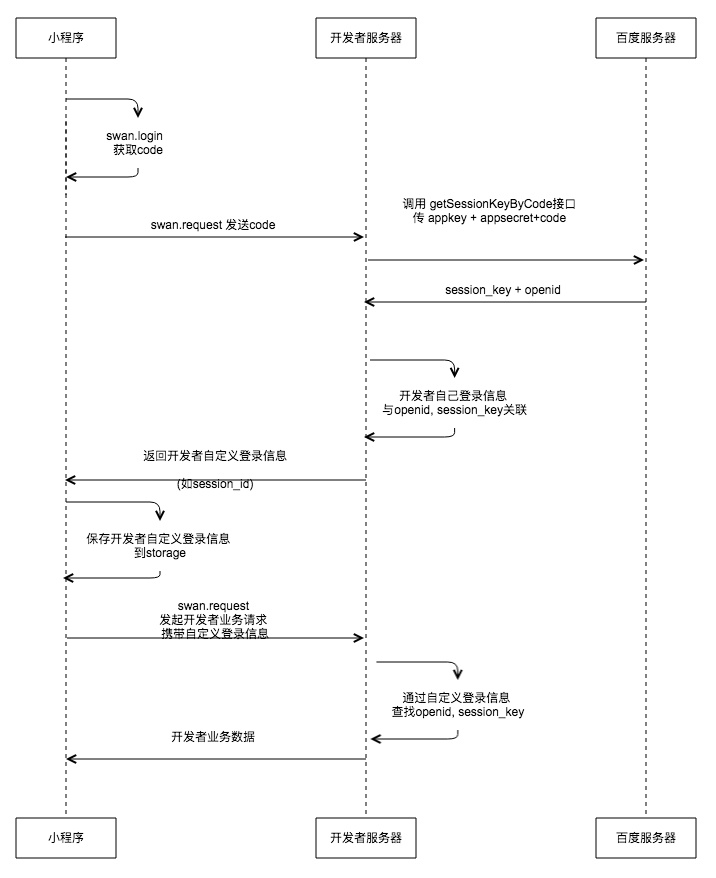 小程序
开发者服务器
百度服务器
swan.login
获取code
调用 getSessionKeyByCode接口
传 appkey + appsecret+code
swan.request 发送code
session_key + openid
开发者自己登录信息
与openid, session_key关联
返回开发者自定义登录信息
(如session_id)
保存开发者自定义登录信息
到storage
swan.request
发起开发者业务请求
携带自定义登录信息
通过自定义登录信息
查找openid, session_key
开发者业务数据
小程序
开发者服务器
百度服务器